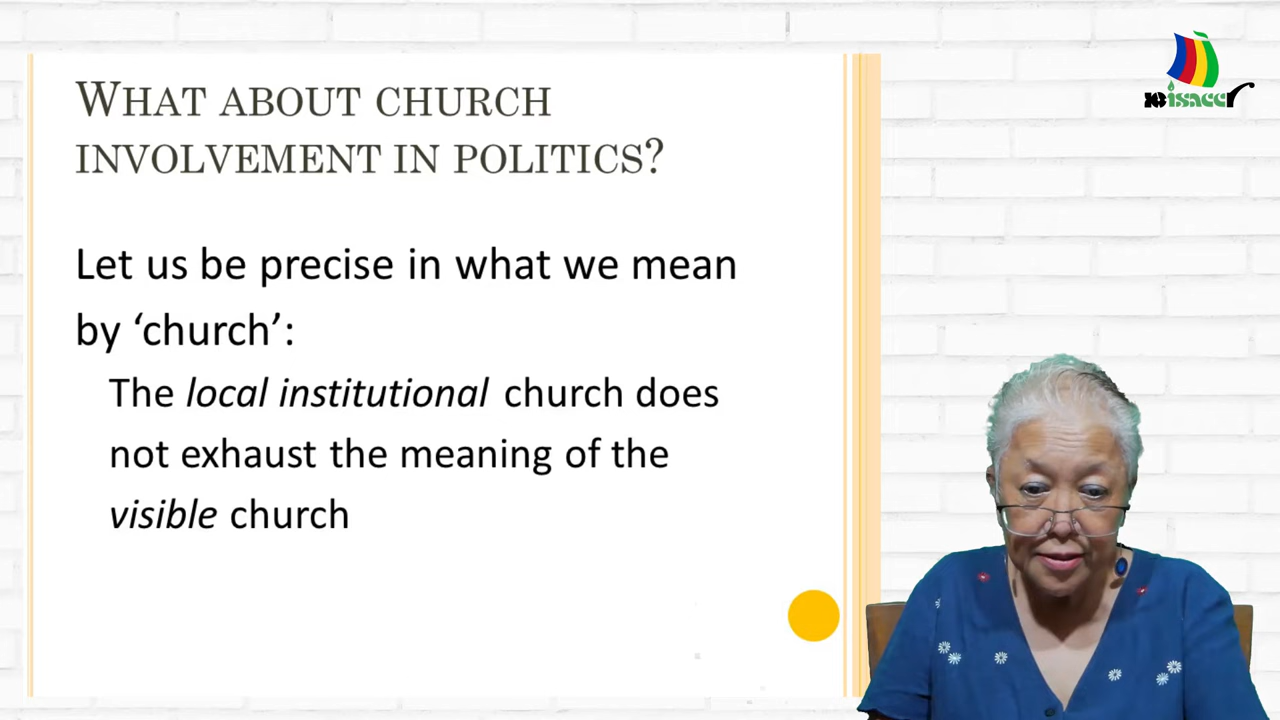 WHAT ABOUT CHURCH
INVOLVEMENT IN POLITICS?
Let us be precise in what we mean
by ‘church’:
The local institutional church does
not exhaust the meaning of the
visible church
isaccr